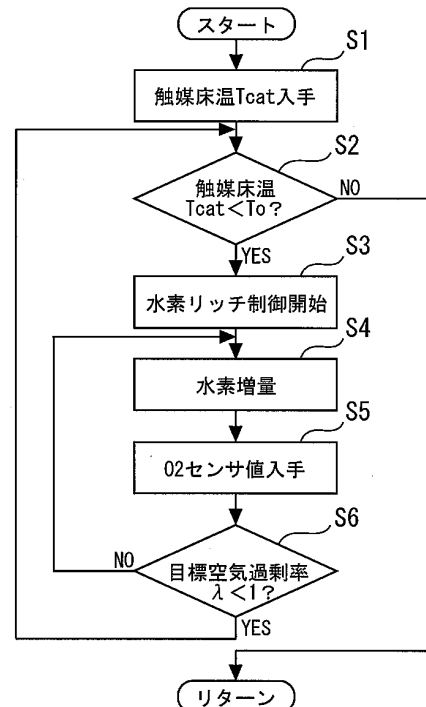 スタート
S1
触媒床温Tcat入手
S2
触媒床温
Tcat<To?
NO
YES
S3
水素リッチ制御開始
S4
水素増量
S5
O2センサ値入手
S6
目標空気過剰率
λ<1?
NO
YES
リターン